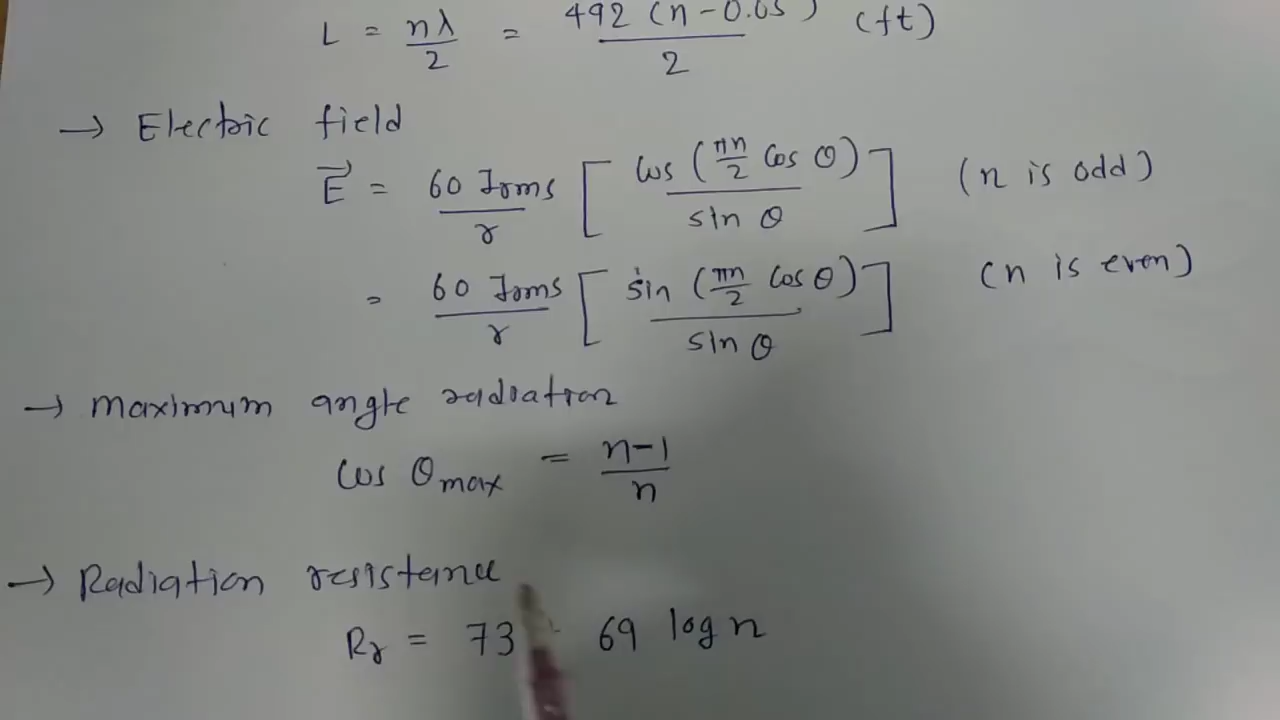 L = nλ/2 = 492 (n - 0.05)/2 (ft)
→ Electric field
E⃗ = 60 Irms/r [cos (πn/2 cos θ)/sin θ] (n is odd)
= 60 Irms/r [sin (πn/2 cos θ)/sin θ] (n is even)
→ Maximum angle radiation
cos θmax = n-1/n
→ Radiation resistance
Rr = 73 69 log n